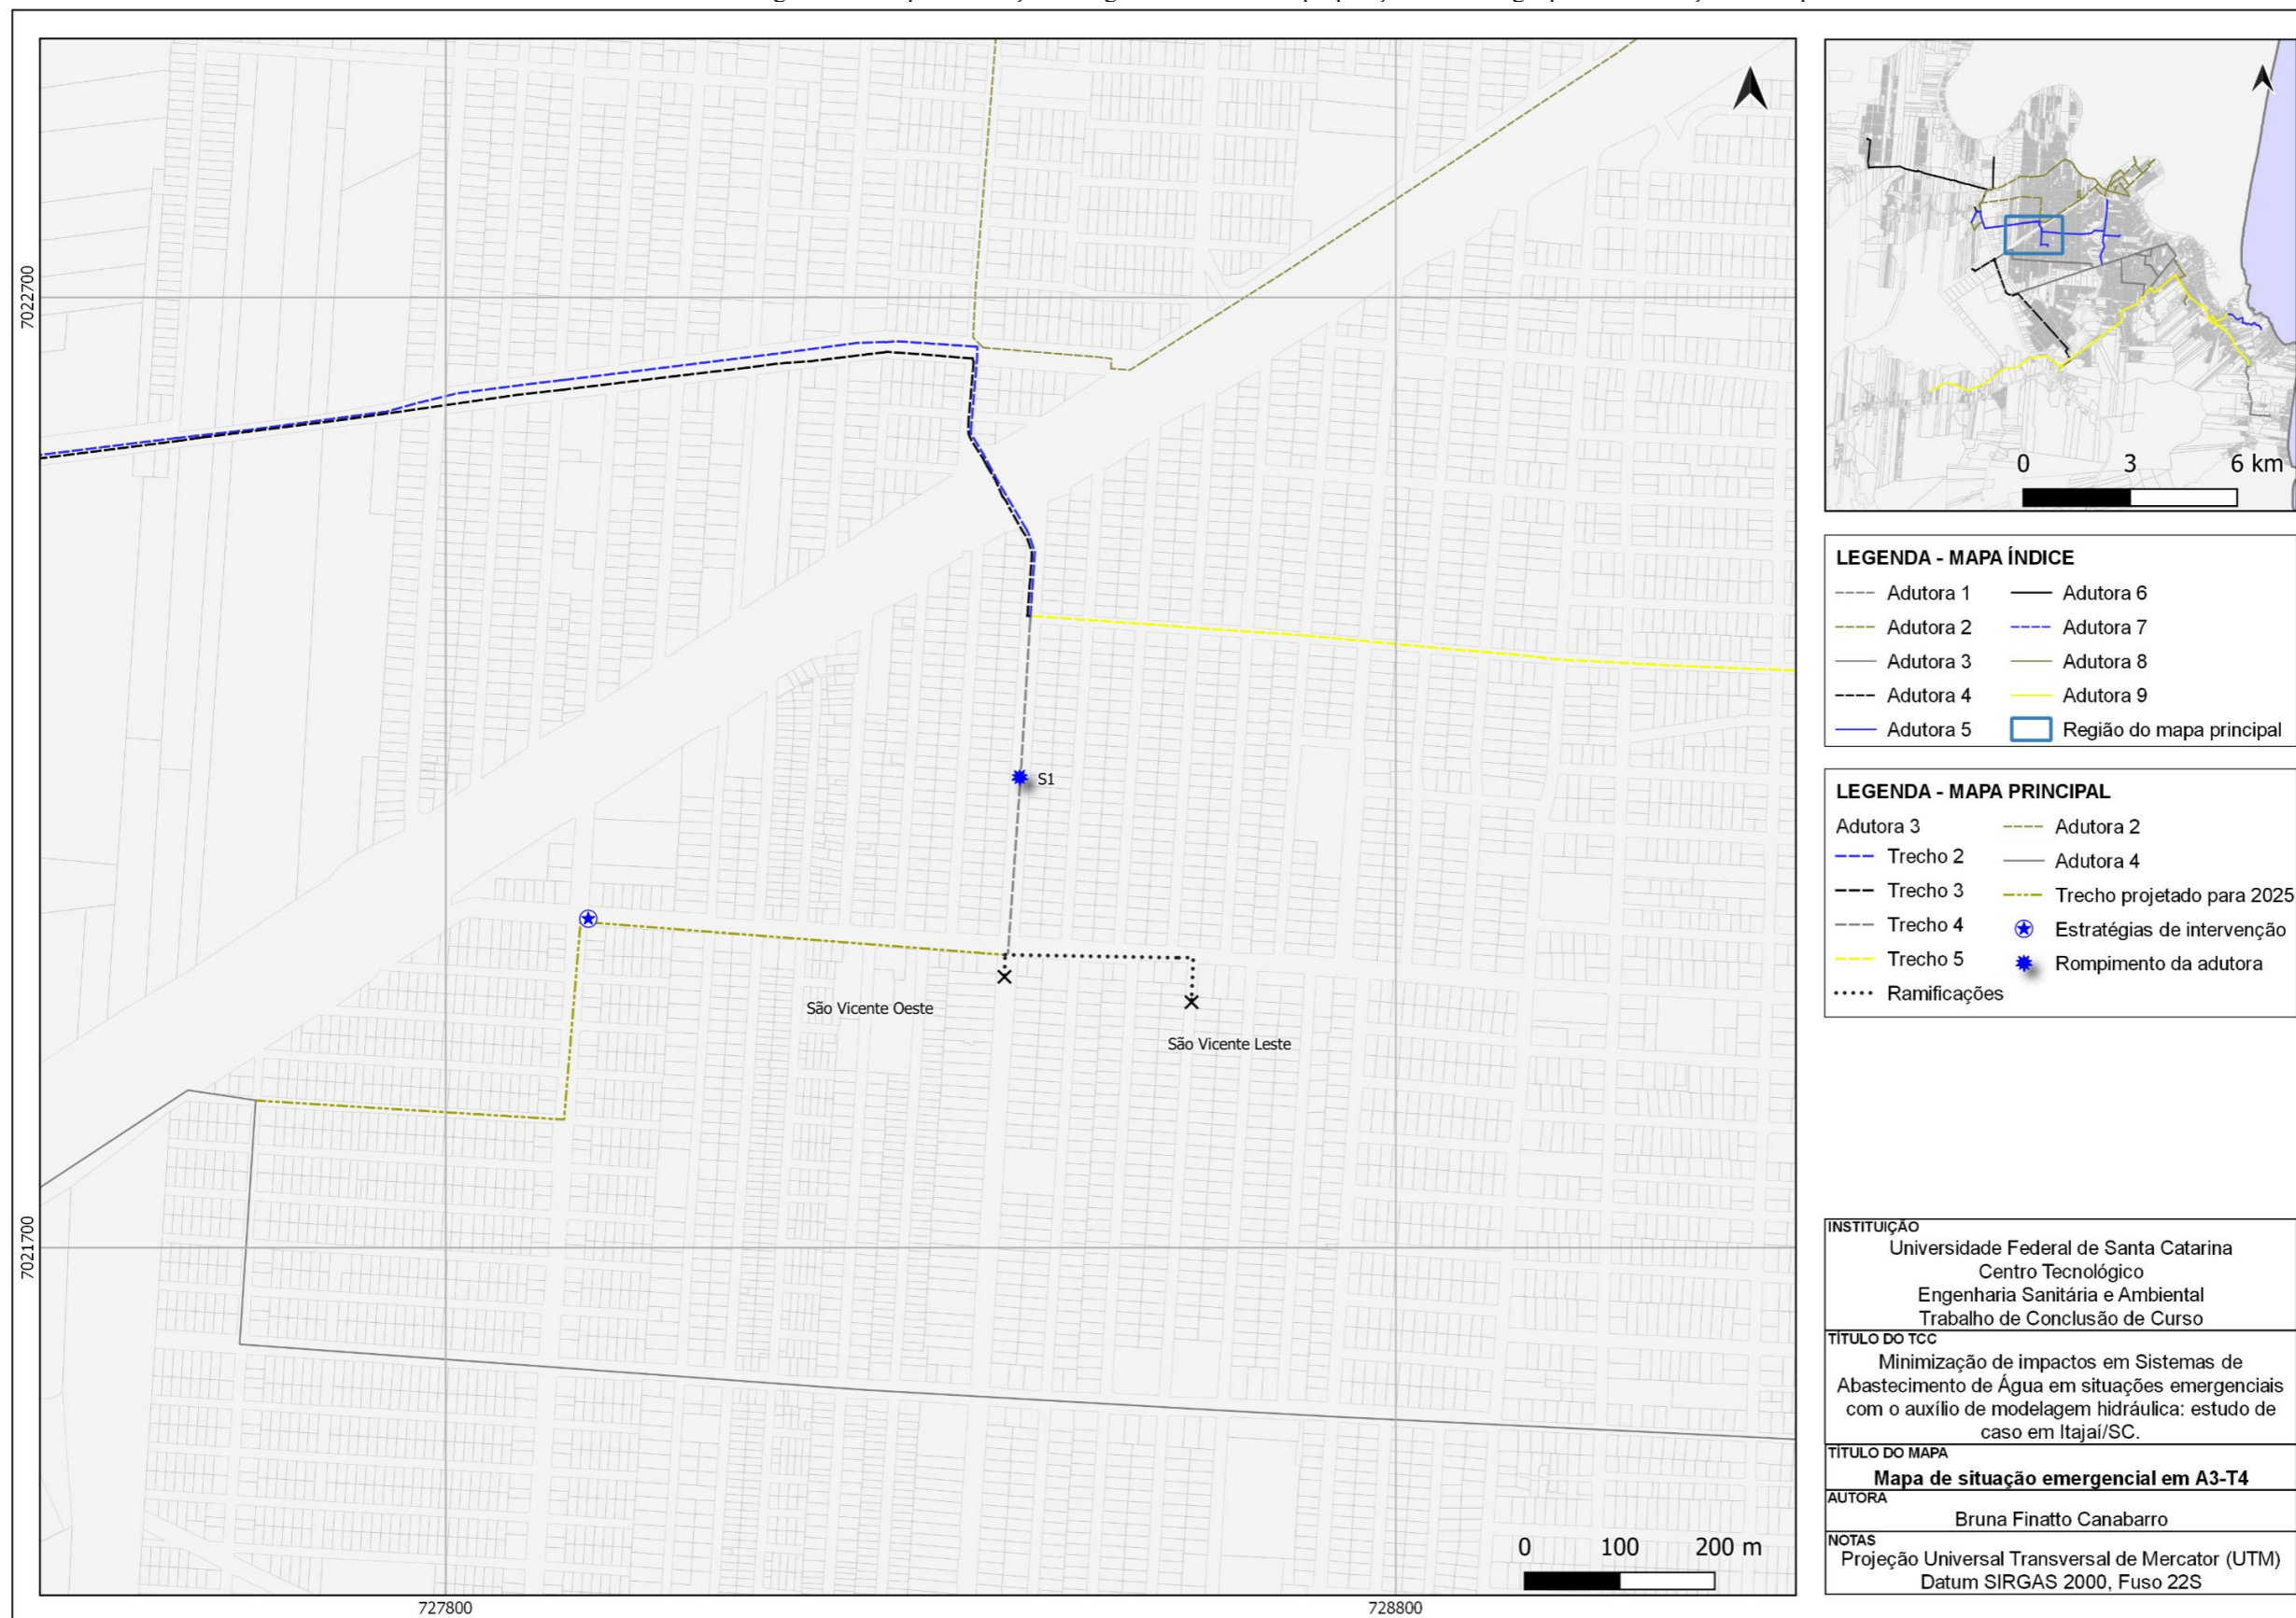 7022700
7021700
727800
728800
S1
São Vicente Oeste
São Vicente Leste
0 100 200 m
0 3 6 km
LEGENDA - MAPA ÍNDICE
Adutora 1
Adutora 2
Adutora 3
Adutora 4
Adutora 5
Adutora 6
Adutora 7
Adutora 8
Adutora 9
Região do mapa principal
LEGENDA - MAPA PRINCIPAL
Adutora 3
Trecho 2
Trecho 3
Trecho 4
Trecho 5
Ramificações
Adutora 2
Adutora 4
Trecho projetado para 2025
Estratégias de intervenção
Rompimento da adutora
INSTITUIÇÃO
Universidade Federal de Santa Catarina
Centro Tecnológico
Engenharia Sanitária e Ambiental
Trabalho de Conclusão de Curso
TÍTULO DO TCC
Minimização de impactos em Sistemas de
Abastecimento de Água em situações emergenciais
com o auxílio de modelagem hidráulica: estudo de
caso em Itajaí/SC.
TÍTULO DO MAPA
Mapa de situação emergencial em A3-T4
AUTORA
Bruna Finatto Canabarro
NOTAS
Projeção Universal Transversal de Mercator (UTM)
Datum SIRGAS 2000, Fuso 22S